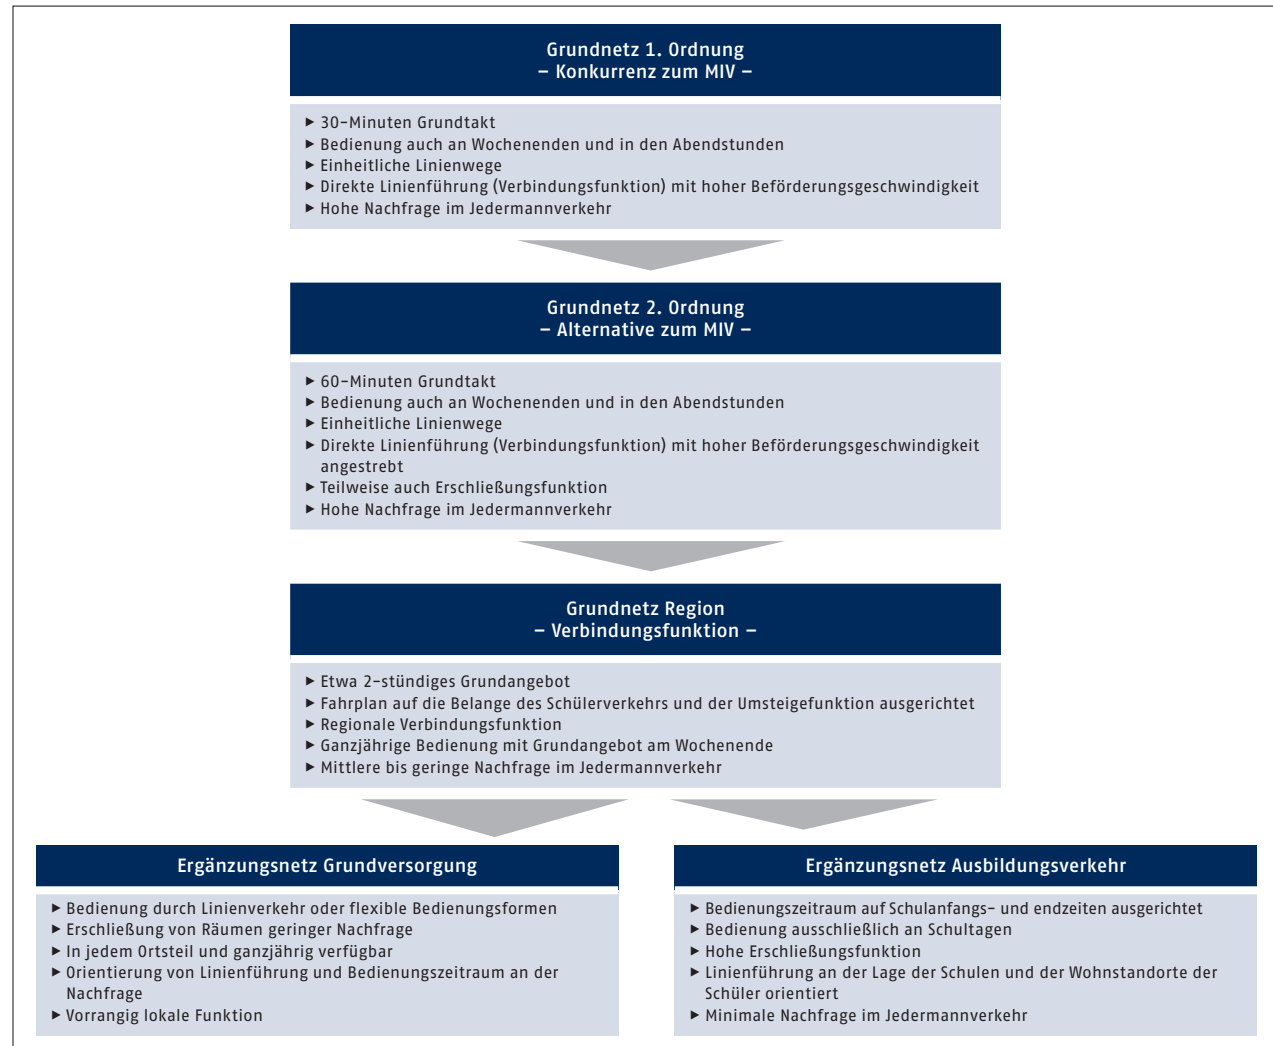 Grundnetz 1. Ordnung
– Konkurrenz zum MIV –
▸ 30-Minuten Grundtakt
▸ Bedienung auch an Wochenenden und in den Abendstunden
▸ Einheitliche Linienwege
▸ Direkte Linienführung (Verbindungsfunktion) mit hoher Beförderungsgeschwindigkeit
▸ Hohe Nachfrage im Jedermannverkehr
Grundnetz 2. Ordnung
– Alternative zum MIV –
▸ 60-Minuten Grundtakt
▸ Bedienung auch an Wochenenden und in den Abendstunden
▸ Einheitliche Linienwege
▸ Direkte Linienführung (Verbindungsfunktion) mit hoher Beförderungsgeschwindigkeit
angestrebt
▸ Teilweise auch Erschließungsfunktion
▸ Hohe Nachfrage im Jedermannverkehr
Grundnetz Region
– Verbindungsfunktion –
▸ Etwa 2-stündiges Grundangebot
▸ Fahrplan auf die Belange des Schülerverkehrs und der Umsteigefunktion ausgerichtet
▸ Regionale Verbindungsfunktion
▸ Ganzjährige Bedienung mit Grundangebot am Wochenende
▸ Mittlere bis geringe Nachfrage im Jedermannverkehr
Ergänzungsnetz Grundversorgung
▸ Bedienung durch Linienverkehr oder flexible Bedienungsformen
▸ Erschließung von Räumen geringer Nachfrage
▸ In jedem Ortsteil und ganzjährig verfügbar
▸ Orientierung von Linienführung und Bedienungszeitraum an der
Nachfrage
▸ Vorrangig lokale Funktion
Ergänzungsnetz Ausbildungsverkehr
▸ Bedienungszeitraum auf Schulanfangs- und endzeiten ausgerichtet
▸ Bedienung ausschließlich an Schultagen
▸ Hohe Erschließungsfunktion
▸ Linienführung an der Lage der Schulen und der Wohnstandorte der
Schüler orientiert
▸ Minimale Nachfrage im Jedermannverkehr